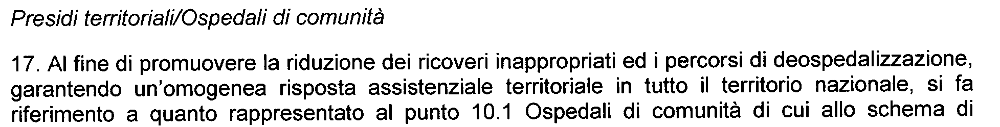 Presidi territoriali/Ospedali di comunità
17. Al fine di promuovere la riduzione dei ricoveri inappropriati ed i percorsi di deospedalizzazione,
garantendo un'omogenea risposta assistenziale territoriale in tutto il territorio nazionale, si fa
riferimento a quanto rappresentato al punto 10.1 Ospedali di comunità di cui allo schema di